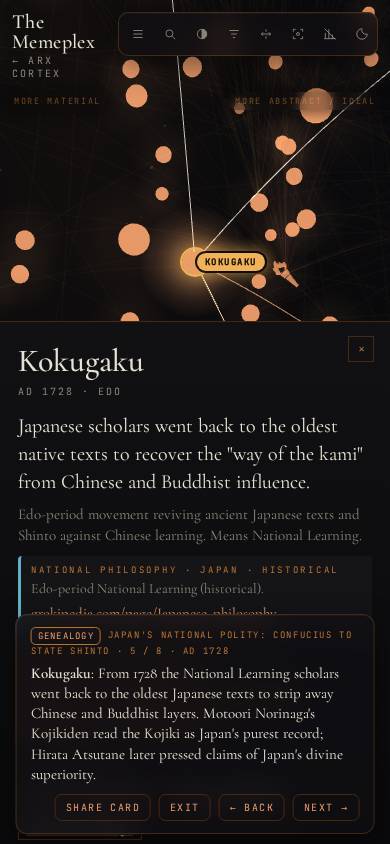 The
Memeplex
← ARX
CORTEX
MORE MATERIAL
MORE ABSTRACT / IDEAL
KOKUGAKU
Kokugaku
×
AD 1728 · EDO
Japanese scholars went back to the oldest
native texts to recover the "way of the kami"
from Chinese and Buddhist influence.
Edo-period movement reviving ancient Japanese texts and
Shinto against Chinese learning. Means National Learning.
NATIONAL PHILOSOPHY · JAPAN · HISTORICAL
Edo-period National Learning (historical).
grokipedia.com/page/Japanese_philosophy
GENEALOGY JAPAN'S NATIONAL POLITY: CONFUCIUS TO
STATE SHINTO · 5 / 8 · AD 1728
Kokugaku: From 1728 the National Learning scholars
went back to the oldest Japanese texts to strip away
Chinese and Buddhist layers. Motoori Norinaga's
Kojikiden read the Kojiki as Japan's purest record;
Hirata Atsutane later pressed claims of Japan's divine
superiority.
SHARE CARD
EXIT
← BACK
NEXT →